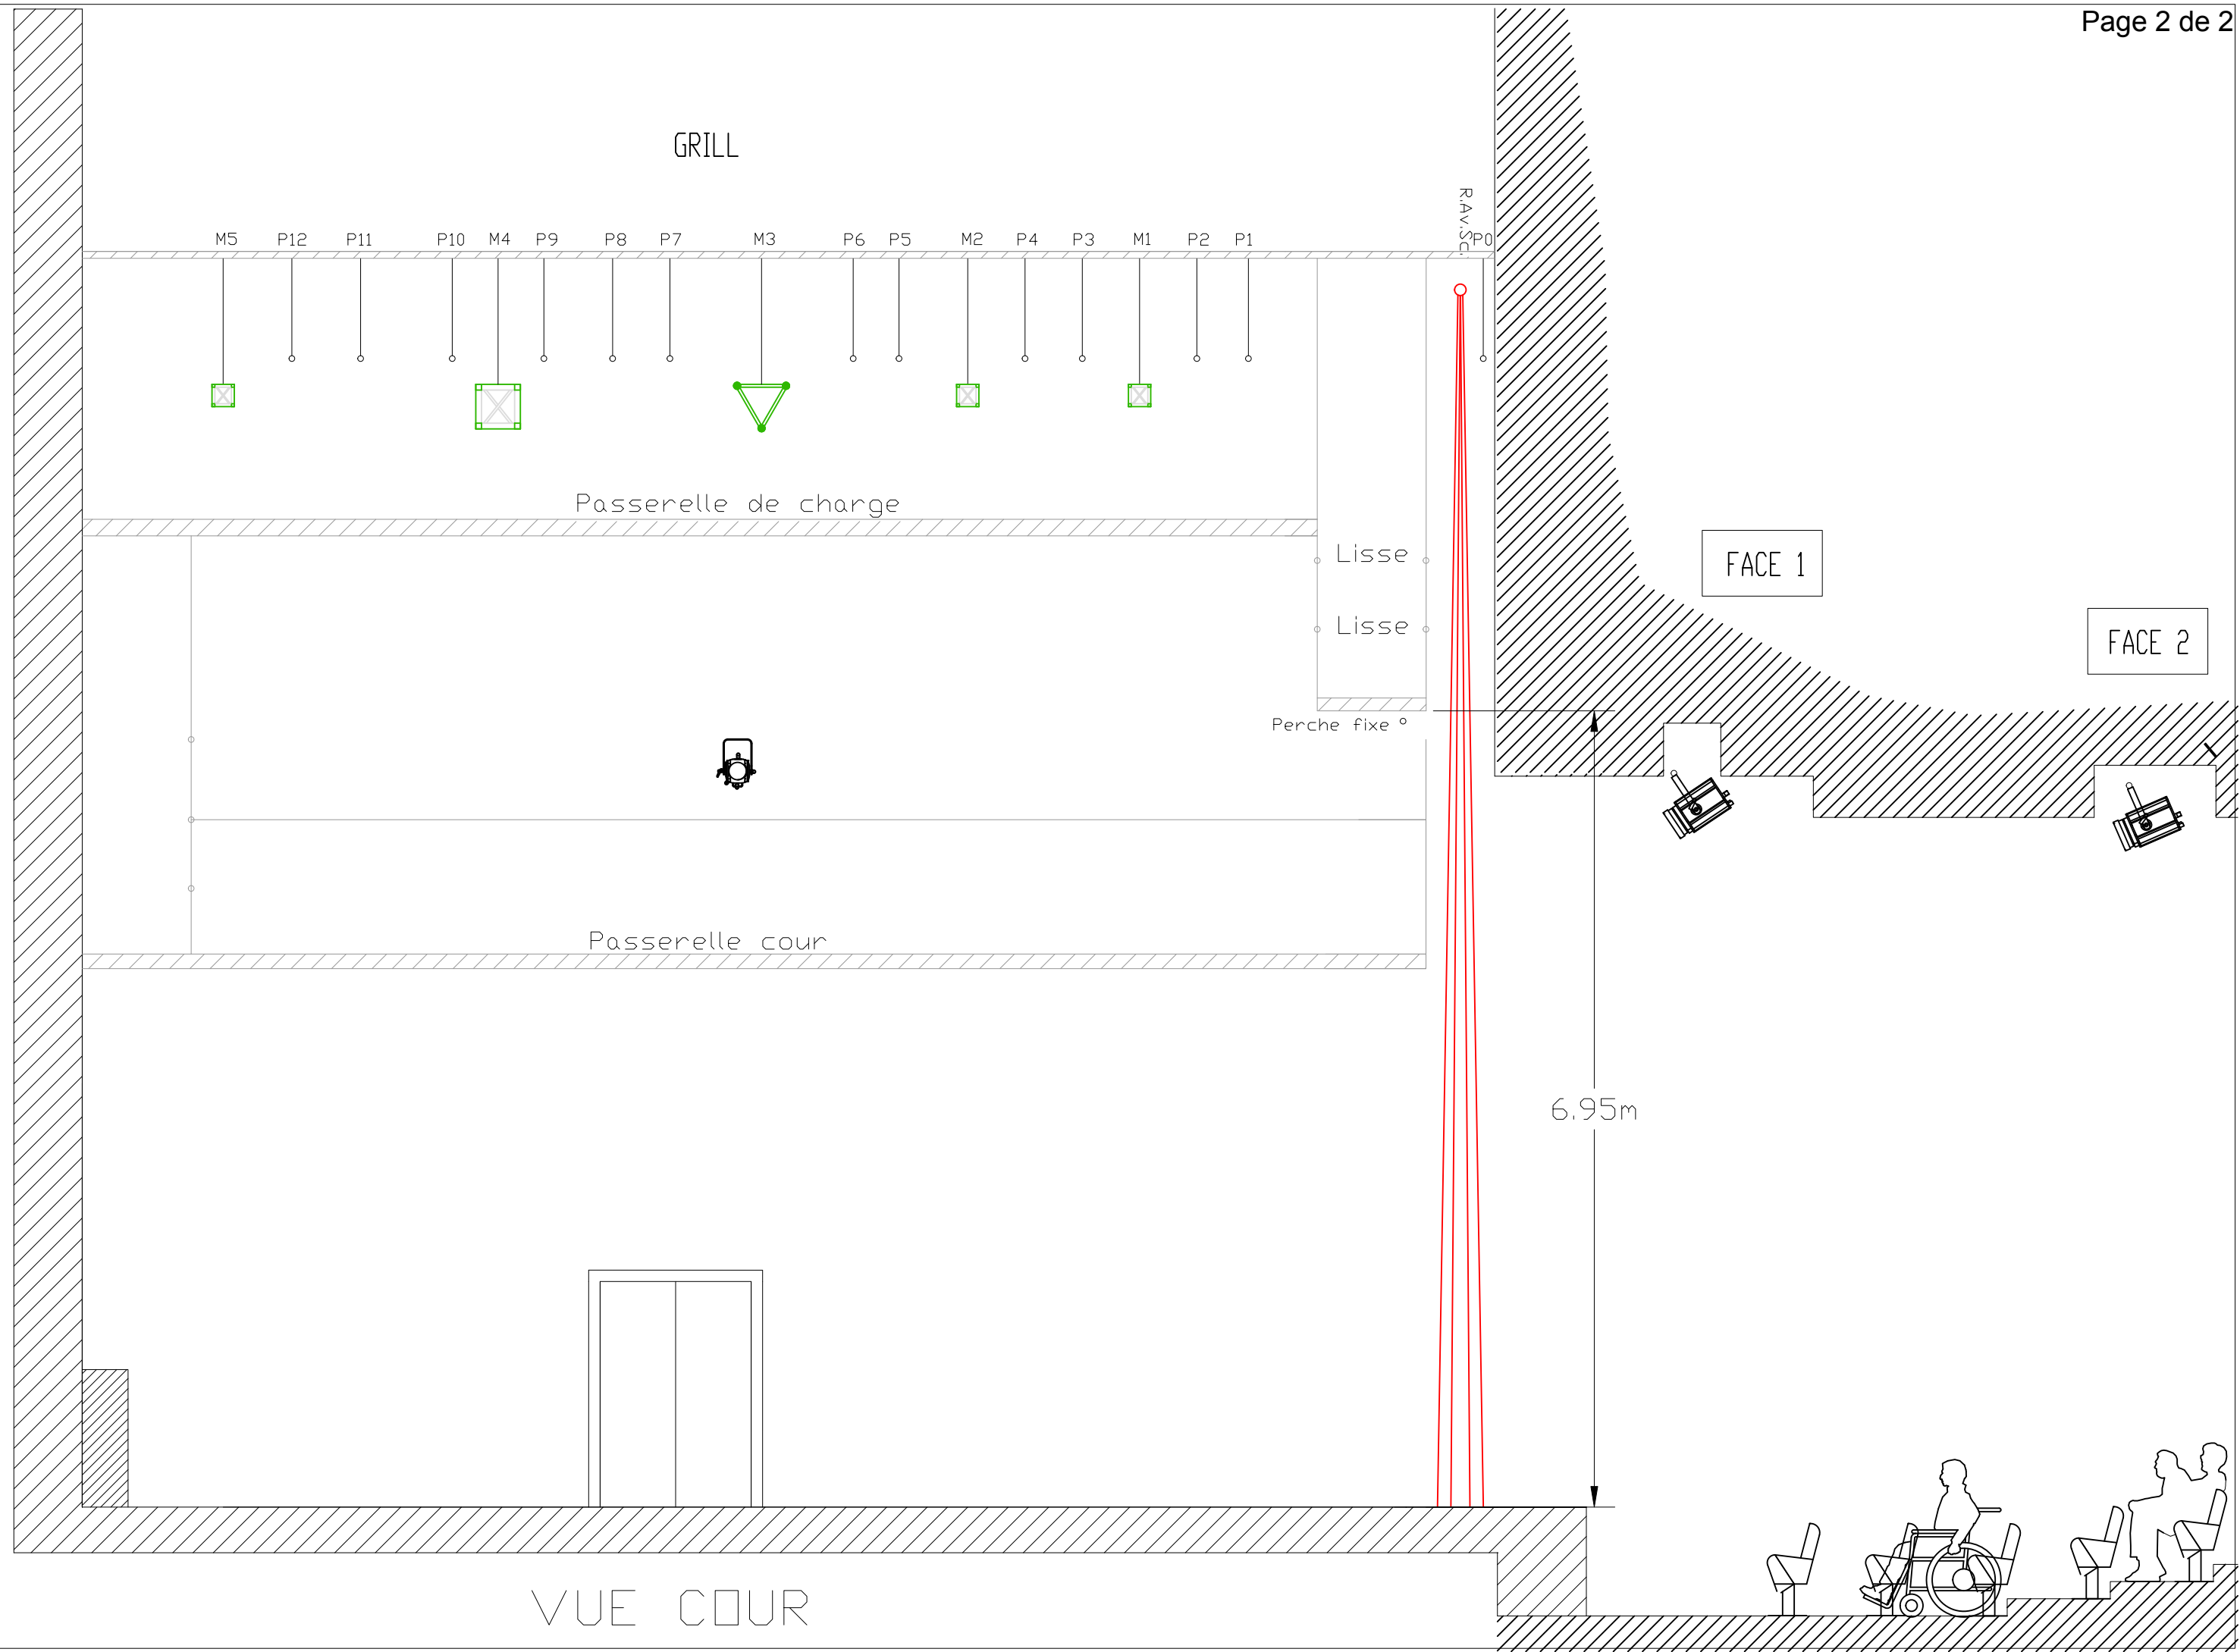 Page 2 de 2
GRILL
R.Av.Sc.
M5 P12 P11 P10 M4 P9 P8 P7 M3 P6 P5 M2 P4 P3 M1 P2 P1 P0
Passerelle de charge
Lisse
FACE 1
Lisse
FACE 2
Perche fixe
Passerelle cour
6.95m
VUE COUR